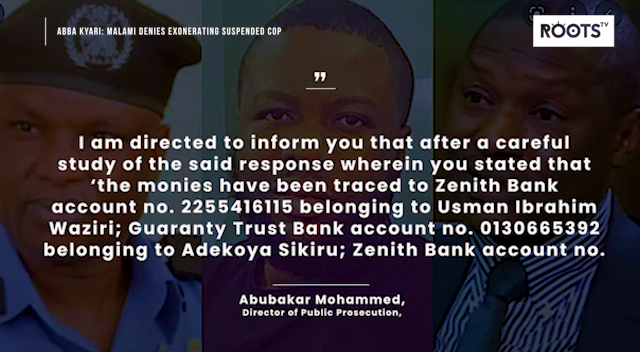 ABBA KYARI: MALAMI DENIES EXONERATING SUSPENDED COP
ROOTS TV
”
I am directed to inform you that after a careful
study of the said response wherein you stated that
‘the monies have been traced to Zenith Bank
account no. 2255416115 belonging to Usman Ibrahim
Waziri; Guaranty Trust Bank account no. 0130665392
belonging to Adekoya Sikiru; Zenith Bank account no.
Abubakar Mohammed,
Director of Public Prosecution,